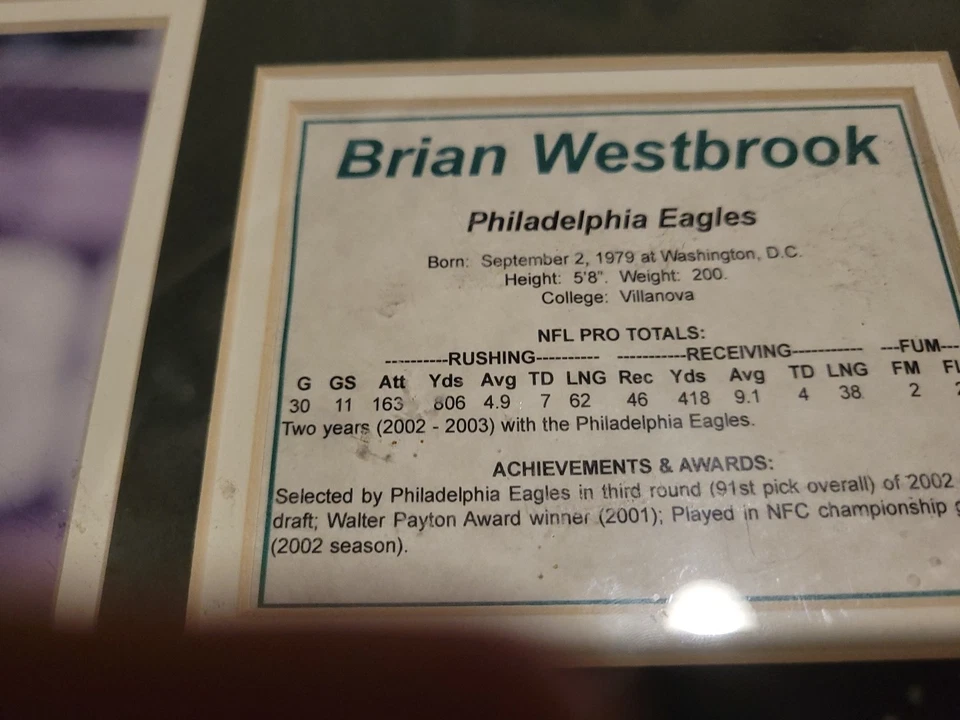 Brian Westbrook
Philadelphia Eagles
Born: September 2, 1979 at Washington, D.C.
Height: 5'8". Weight: 200.
College: Villanova
NFL PRO TOTALS:
----------RUSHING---------- -----------RECEIVING----------- ---FUM---
G GS Att Yds Avg TD LNG Rec Yds Avg TD LNG FM
30 11 163 806 4.9 7 62 46 418 9.1 4 38 2
Two years (2002 - 2003) with the Philadelphia Eagles.
ACHIEVEMENTS & AWARDS:
Selected by Philadelphia Eagles in third round (91st pick overall) of 2002
draft; Walter Payton Award winner (2001); Played in NFC championship
(2002 season).